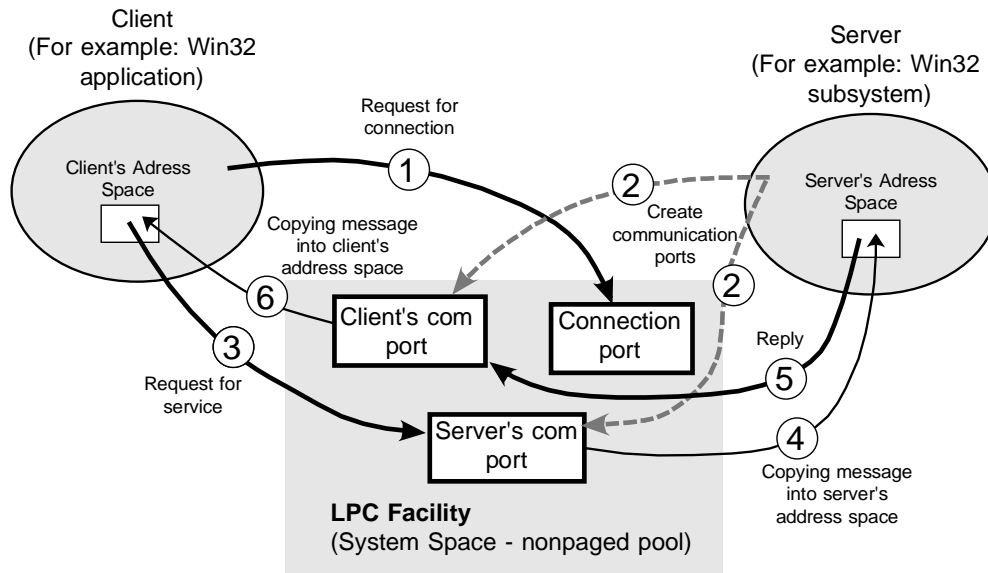 Client
(For example: Win32
application)
Server
(For example: Win32
subsystem)
Request for
connection
Client's Adress
Space
1
2
Server's Adress
Space
Copying message
into client's
address space
Create
communication
ports
2
6
Client's com
port
Connection
port
3
Reply
5
Request for
service
Server's com
port
4
Copying message
into server's
address space
LPC Facility
(System Space - nonpaged pool)